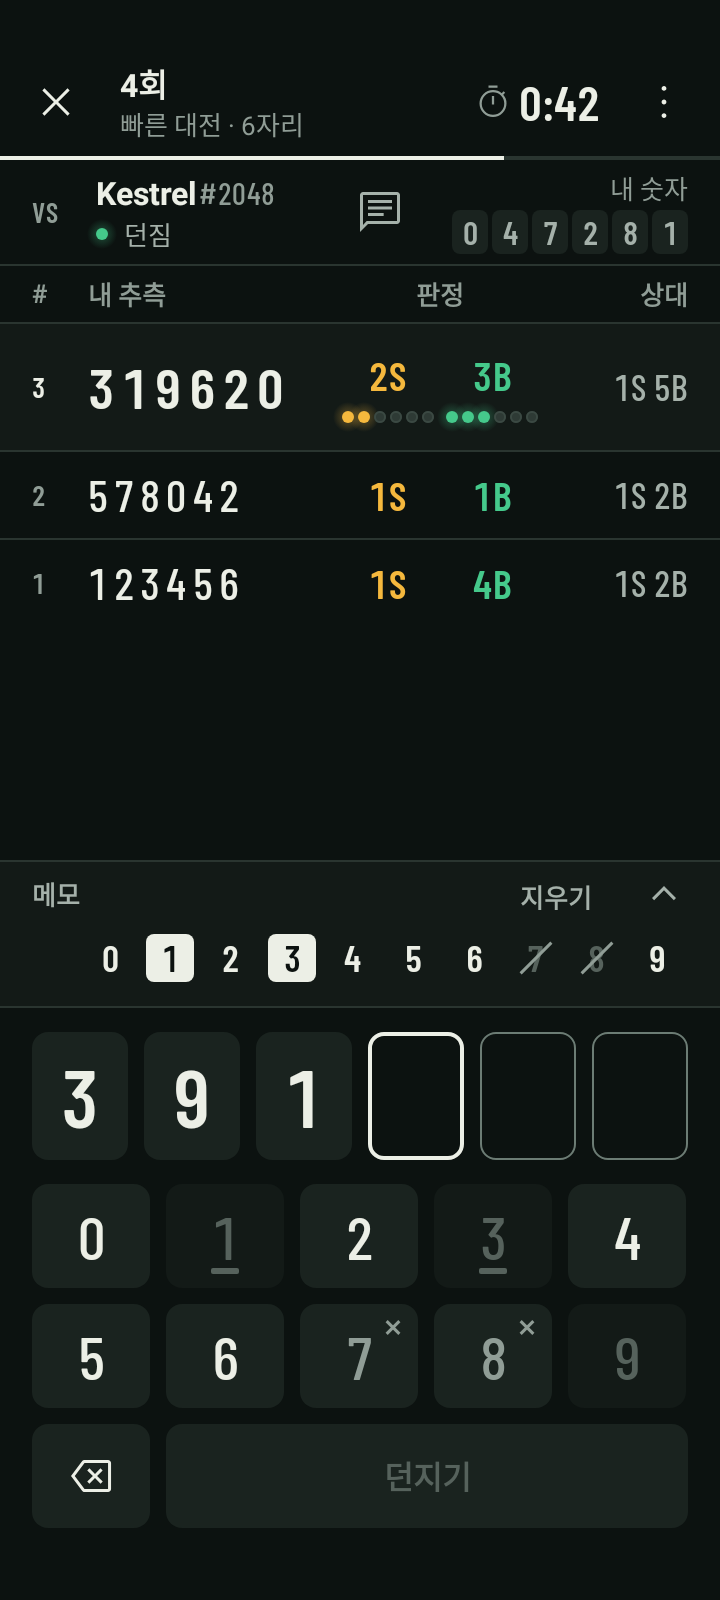 4회
빠른 대전 · 6자리
0:42
VS
Kestrel #2048
던짐
내 숫자
0 4 7 2 8 1
# 내 추측 판정 상대
3 319620 2S 3B 1S 5B
2 578042 1S 1B 1S 2B
1 123456 1S 4B 1S 2B
메모 지우기
0 1 2 3 4 5 6 7 8 9
3 9 1
0 1 2 3 4
5 6 7 × 8 × 9
던지기